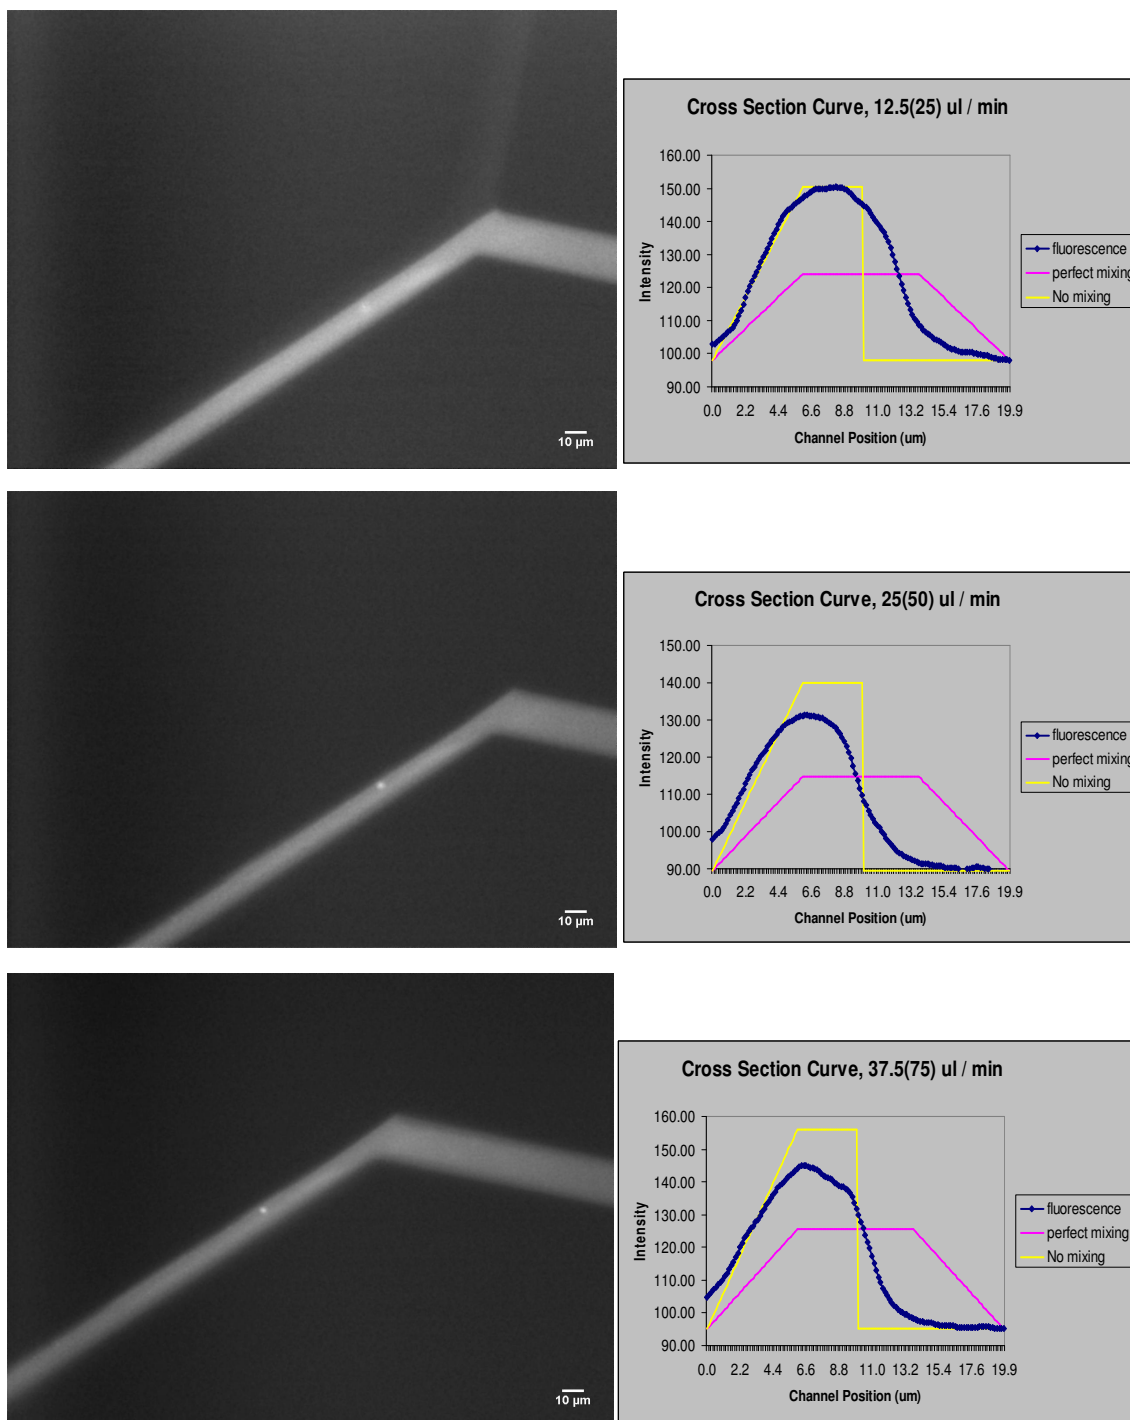 10 µm
Cross Section Curve, 12.5(25) ul / min
160.00
150.00
140.00
130.00
120.00
110.00
100.00
90.00
Intensity
0.0 2.2 4.4 6.6 8.8 11.0 13.2 15.4 17.6 19.9
Channel Position (um)
fluorescence
perfect mixing
No mixing
10 µm
Cross Section Curve, 25(50) ul / min
150.00
140.00
130.00
120.00
110.00
100.00
90.00
Intensity
0.0 2.2 4.4 6.6 8.8 11.0 13.2 15.4 17.6 19.9
Channel Position (um)
fluorescence
perfect mixing
No mixing
10 µm
Cross Section Curve, 37.5(75) ul / min
160.00
150.00
140.00
130.00
120.00
110.00
100.00
90.00
Intensity
0.0 2.2 4.4 6.6 8.8 11.0 13.2 15.4 17.6 19.9
Channel Position (um)
fluorescence
perfect mixing
No mixing